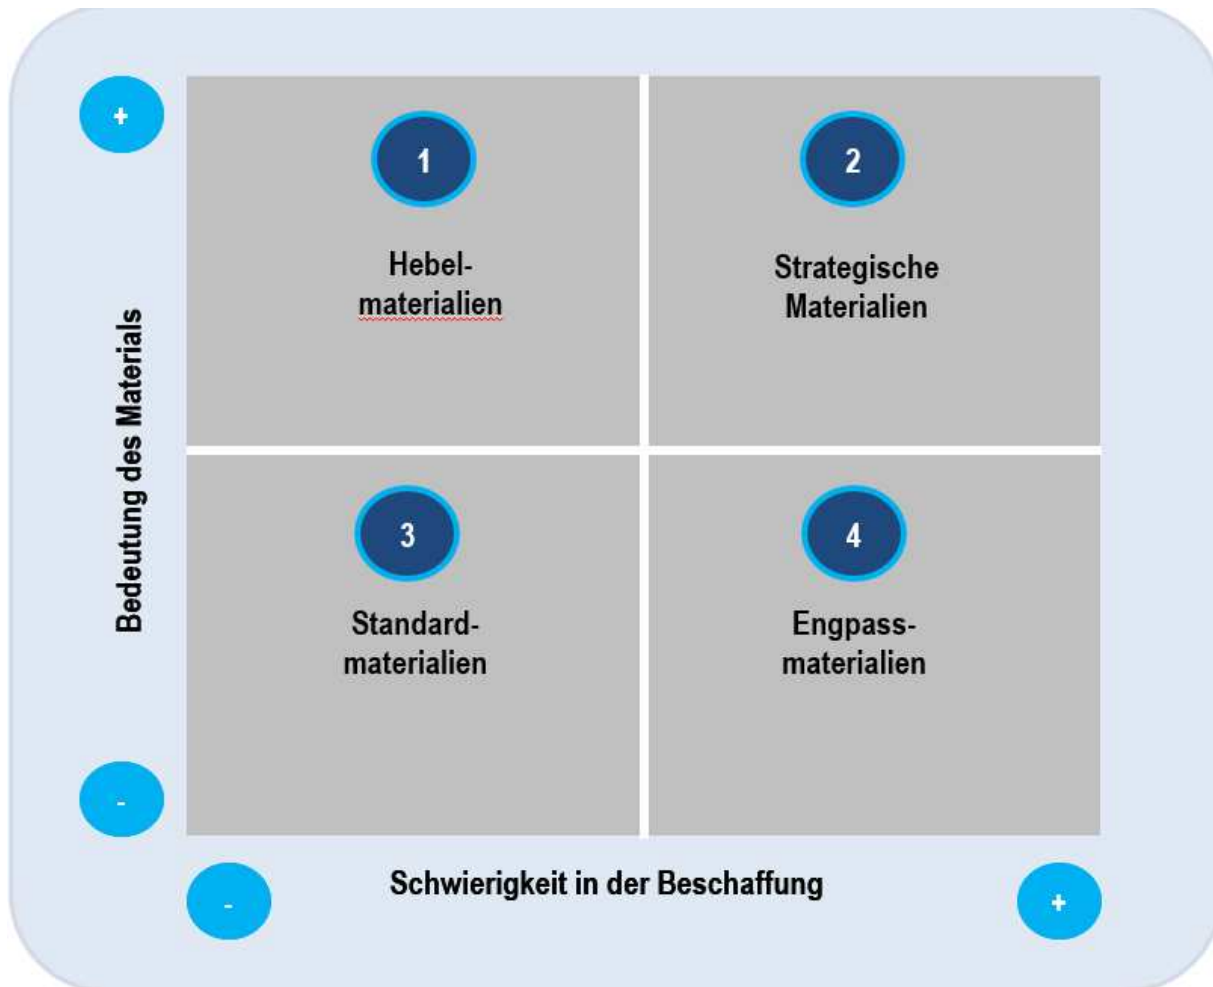 +
1
2
Hebel-
materialien
Strategische
Materialien
Bedeutung des Materials
3
4
Standard-
materialien
Engpass-
materialien
-
-
Schwierigkeit in der Beschaffung
+